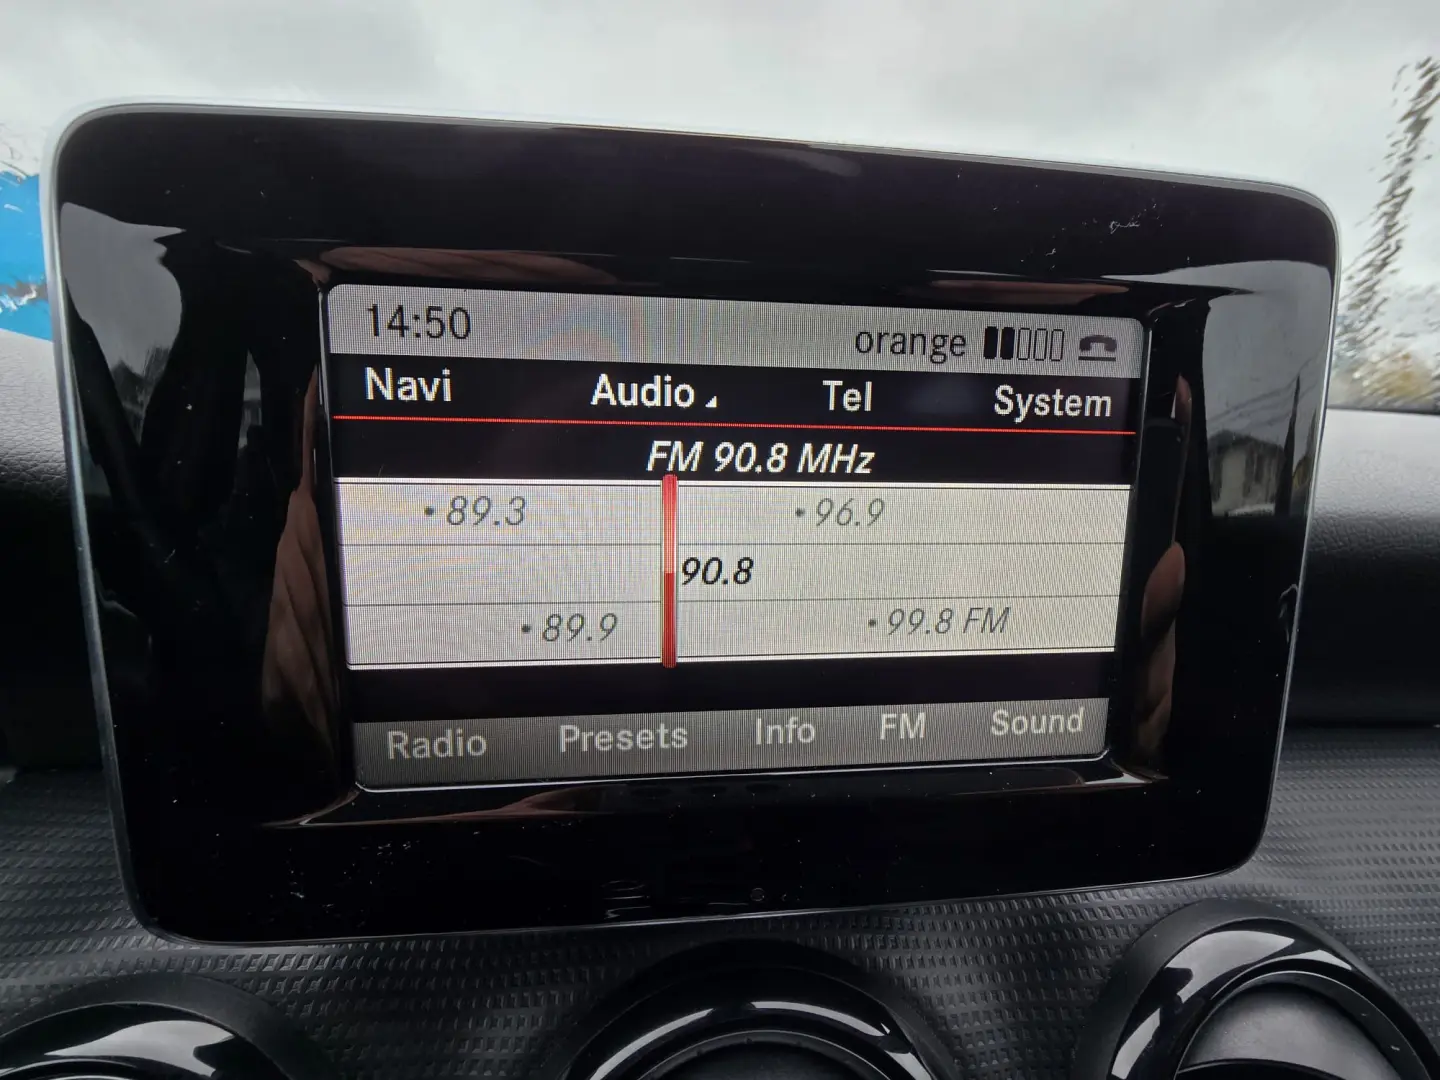 14:50 orange
Navi Audio Tel System
FM 90.8 MHz
89.3 96.9
90.8
89.9 99.8 FM
Radio Presets Info FM Sound